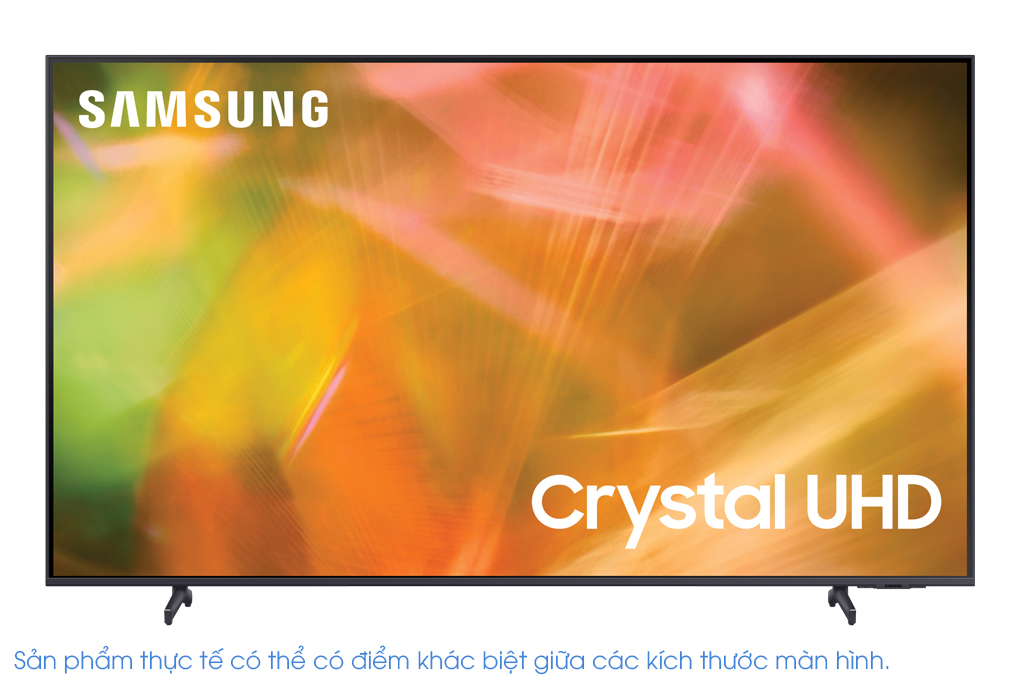 SAMSUNG
Crystal UHD
Sản phẩm thực tế có thể có điểm khác biệt giữa các kích thước màn hình.